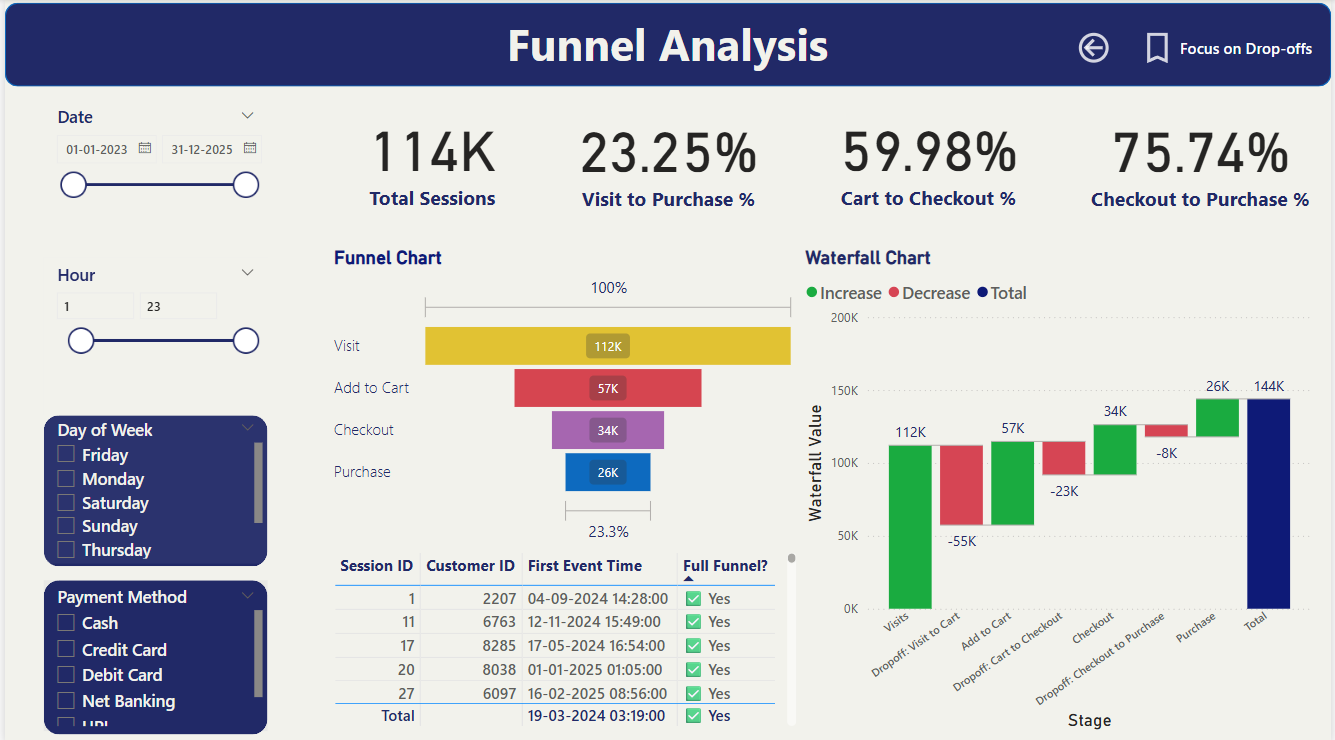 Funnel Analysis
Focus on Drop-offs
Date
01-01-2023 31-12-2025
Hour
1 23
Day of Week
Friday
Monday
Saturday
Sunday
Thursday
Payment Method
Cash
Credit Card
Debit Card
Net Banking
114K
Total Sessions
23.25%
Visit to Purchase %
59.98%
Cart to Checkout %
75.74%
Checkout to Purchase %
Funnel Chart
100%
Visit 112K
Add to Cart 57K
Checkout 34K
Purchase 26K
23.3%
Session ID Customer ID First Event Time Full Funnel?
1 2207 04-09-2024 14:28:00 ✅ Yes
11 6763 12-11-2024 15:49:00 ✅ Yes
17 8285 17-05-2024 16:54:00 ✅ Yes
20 8038 01-01-2025 01:05:00 ✅ Yes
27 6097 16-02-2025 08:56:00 ✅ Yes
Total 19-03-2024 03:19:00 ✅ Yes
Waterfall Chart
Increase Decrease Total
Waterfall Value
200K
150K
100K
50K
0K
112K
-55K
57K
-23K
34K
-8K
26K
144K
Visits
Dropoff: Visit to Cart
Add to Cart
Dropoff: Cart to Checkout
Checkout
Dropoff: Checkout to Purchase
Purchase
Total
Stage